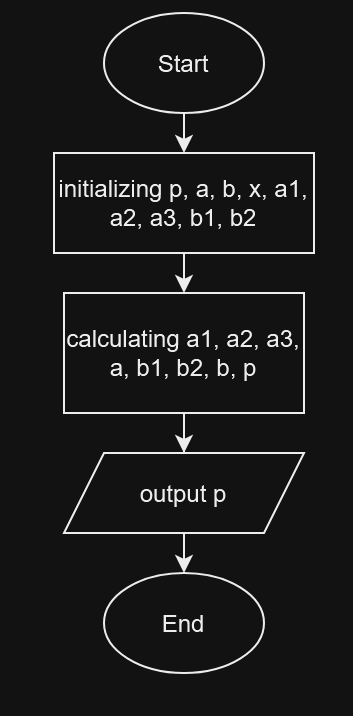 Start
initializing p, a, b, x, a1,
a2, a3, b1, b2
calculating a1, a2, a3,
a, b1, b2, b, p
output p
End